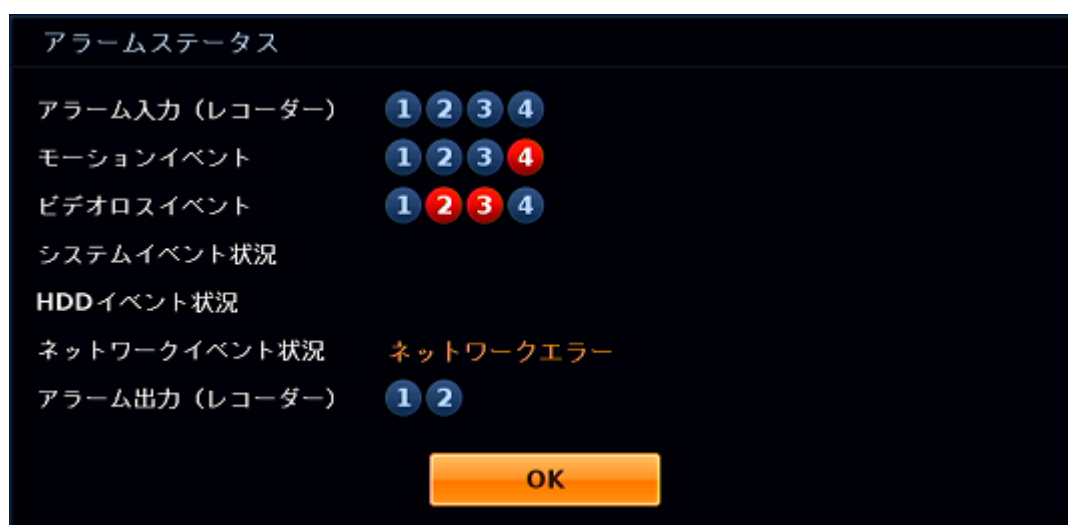 アラームステータス
アラーム入力（レコーダー） 1 2 3 4
モーションイベント 1 2 3 4
ビデオロスイベント 1 2 3 4
システムイベント状況
HDDイベント状況
ネットワークイベント状況 ネットワークエラー
アラーム出力（レコーダー） 1 2
OK